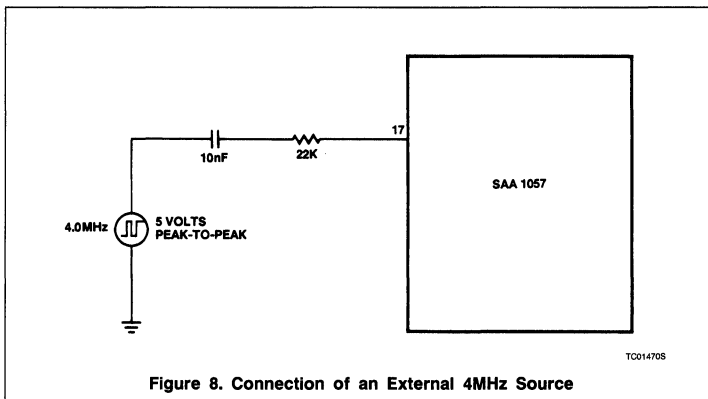 17
10nF
22K
SAA 1057
4.0MHz
5 VOLTS
PEAK-TO-PEAK
TC01470S
Figure 8. Connection of an External 4MHz Source